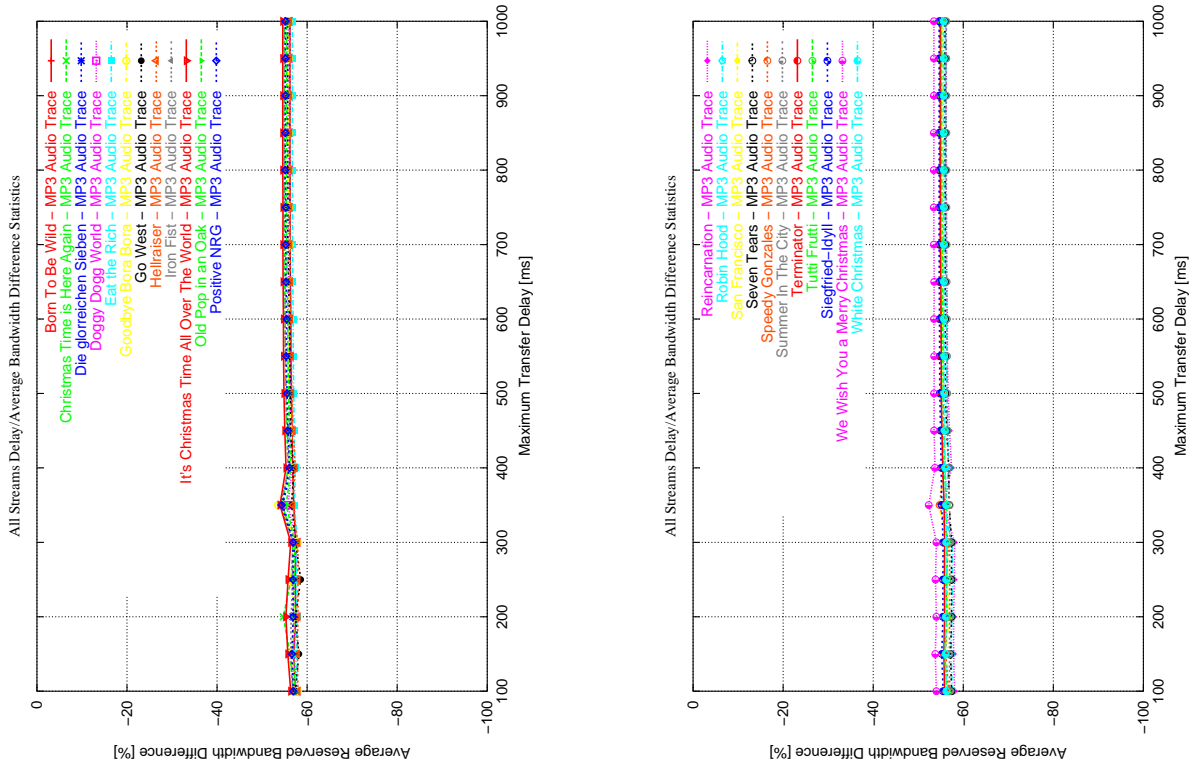 All Streams Delay/Average Bandwidth Difference Statistics
0
−20
−40
−60
−80
−100
Average Reserved Bandwidth Difference [%]
100
200
300
400
500
600
700
800
900
1000
Maximum Transfer Delay [ms]
Born To Be Wild − MP3 Audio Trace
Christmas Time is Here Again − MP3 Audio Trace
Die glorreichen Sieben − MP3 Audio Trace
Doggy Dogg World − MP3 Audio Trace
Eat the Rich − MP3 Audio Trace
Goodbye Bora Bora − MP3 Audio Trace
Go West − MP3 Audio Trace
Hellraiser − MP3 Audio Trace
Iron Fist − MP3 Audio Trace
It's Christmas Time All Over The World − MP3 Audio Trace
Old Pop in an Oak − MP3 Audio Trace
Positive NRG − MP3 Audio Trace
All Streams Delay/Average Bandwidth Difference Statistics
0
−20
−40
−60
−80
−100
Average Reserved Bandwidth Difference [%]
100
200
300
400
500
600
700
800
900
1000
Maximum Transfer Delay [ms]
Reincarnation − MP3 Audio Trace
Robin Hood − MP3 Audio Trace
San Francisco − MP3 Audio Trace
Seven Tears − MP3 Audio Trace
Speedy Gonzales − MP3 Audio Trace
Summer In The City − MP3 Audio Trace
Terminator − MP3 Audio Trace
Tutti Frutti − MP3 Audio Trace
Siegfried−Idyll − MP3 Audio Trace
We Wish You a Merry Christmas − MP3 Audio Trace
White Christmas − MP3 Audio Trace